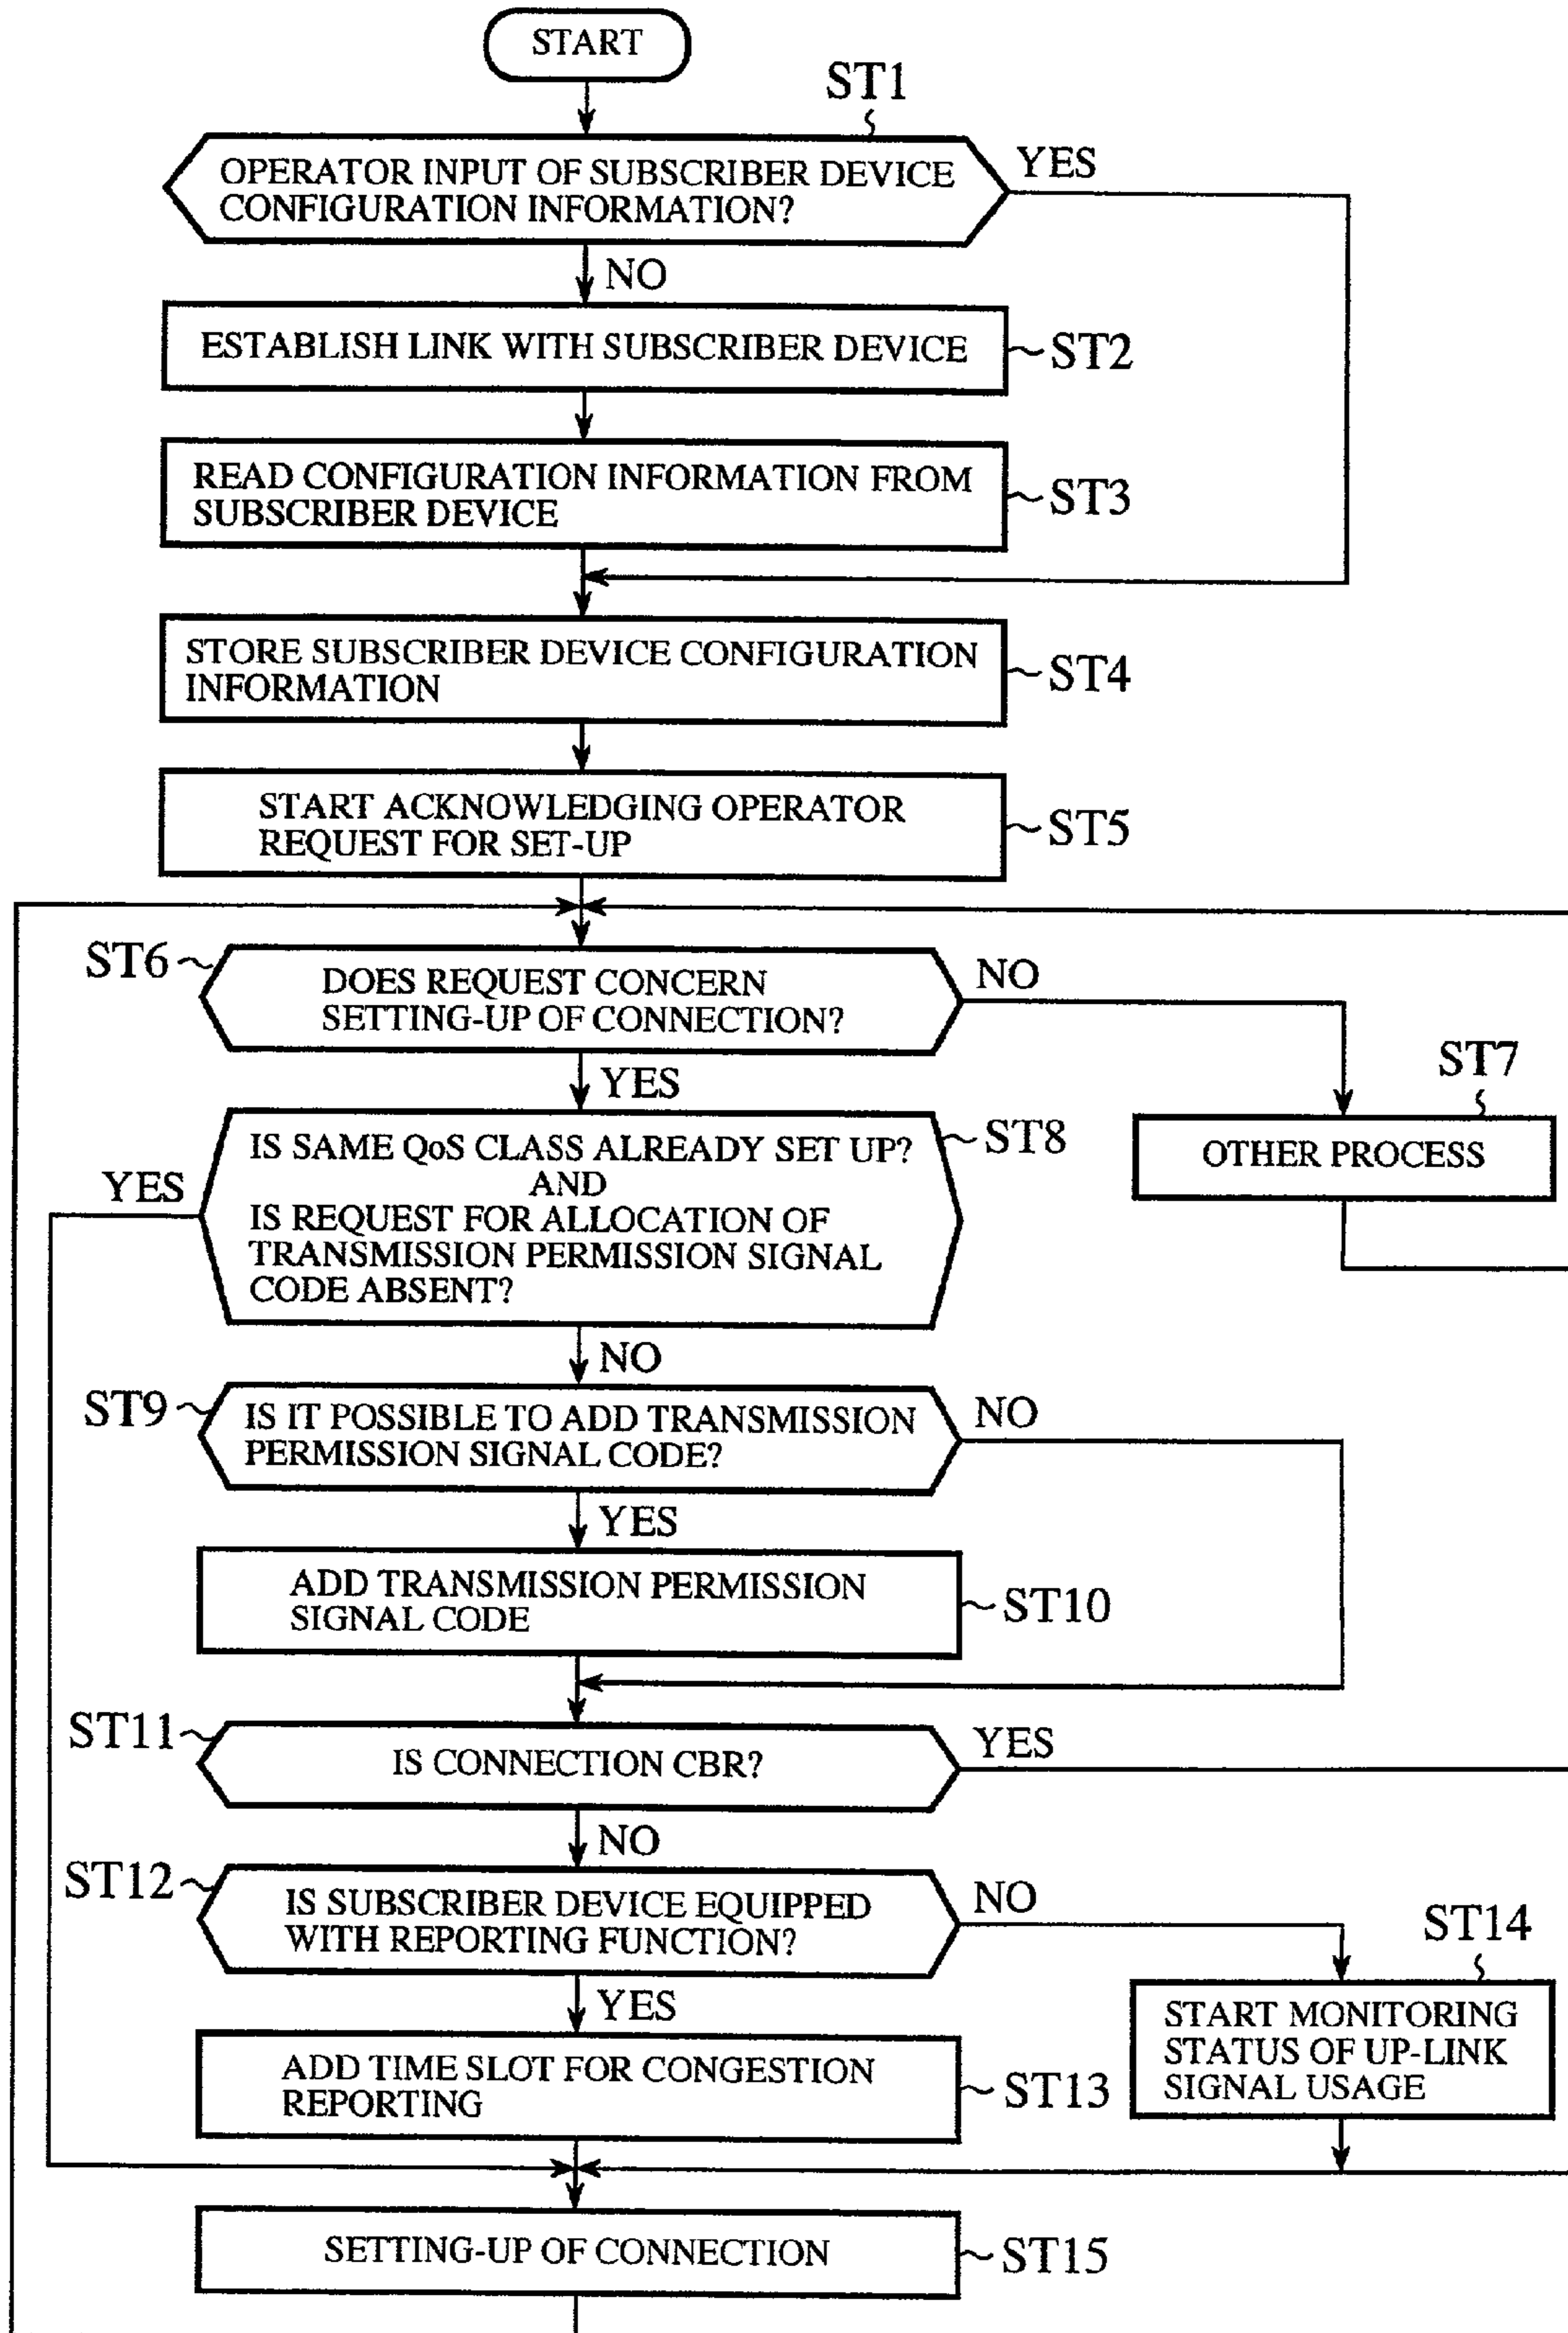 START
ST1
OPERATOR INPUT OF SUBSCRIBER DEVICE
CONFIGURATION INFORMATION?
YES
NO
ESTABLISH LINK WITH SUBSCRIBER DEVICE
ST2
READ CONFIGURATION INFORMATION FROM
SUBSCRIBER DEVICE
ST3
STORE SUBSCRIBER DEVICE CONFIGURATION
INFORMATION
ST4
START ACKNOWLEDGING OPERATOR
REQUEST FOR SET-UP
ST5
ST6
DOES REQUEST CONCERN
SETTING-UP OF CONNECTION?
NO
YES
ST7
OTHER PROCESS
IS SAME QoS CLASS ALREADY SET UP?
AND
IS REQUEST FOR ALLOCATION OF
TRANSMISSION PERMISSION SIGNAL
CODE ABSENT?
ST8
YES
NO
ST9
IS IT POSSIBLE TO ADD TRANSMISSION
PERMISSION SIGNAL CODE?
NO
YES
ADD TRANSMISSION PERMISSION
SIGNAL CODE
ST10
ST11
IS CONNECTION CBR?
YES
NO
ST12
IS SUBSCRIBER DEVICE EQUIPPED
WITH REPORTING FUNCTION?
NO
YES
ST14
START MONITORING
STATUS OF UP-LINK
SIGNAL USAGE
ADD TIME SLOT FOR CONGESTION
REPORTING
ST13
SETTING-UP OF CONNECTION
ST15